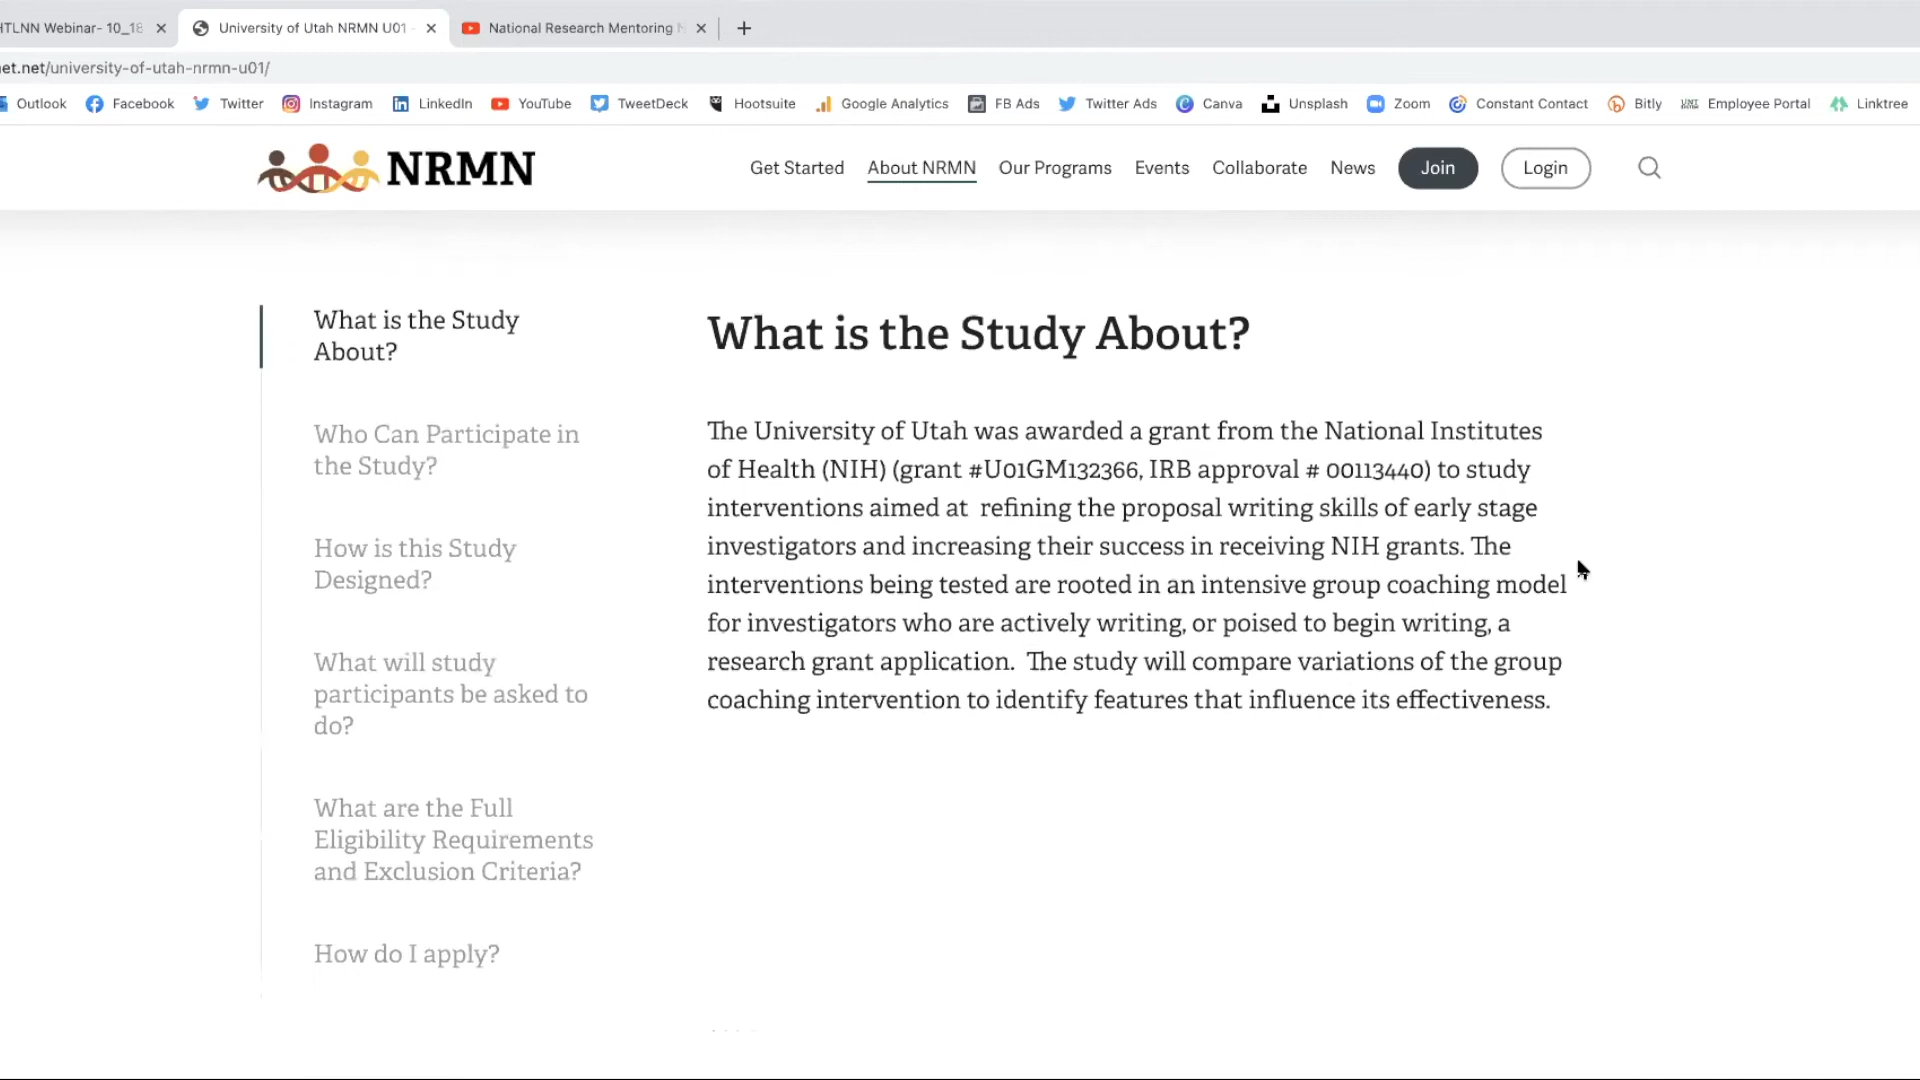 TLNN Webinar- 10_18
University of Utah NRMN U01 -
National Research Mentoring
et.net/university-of-utah-nrmn-u01/
Outlook Facebook Twitter Instagram LinkedIn YouTube TweetDeck Hootsuite Google Analytics FB Ads Twitter Ads Canva Unsplash Zoom Constant Contact Bitly Employee Portal Linktree
NRMN
Get Started About NRMN Our Programs Events Collaborate News Join Login
What is the Study
About?
Who Can Participate in
the Study?
How is this Study
Designed?
What will study
participants be asked to
do?
What are the Full
Eligibility Requirements
and Exclusion Criteria?
How do I apply?
What is the Study About?
The University of Utah was awarded a grant from the National Institutes
of Health (NIH) (grant #U01GM132366, IRB approval # 00113440) to study
interventions aimed at refining the proposal writing skills of early stage
investigators and increasing their success in receiving NIH grants. The
interventions being tested are rooted in an intensive group coaching model
for investigators who are actively writing, or poised to begin writing, a
research grant application. The study will compare variations of the group
coaching intervention to identify features that influence its effectiveness.